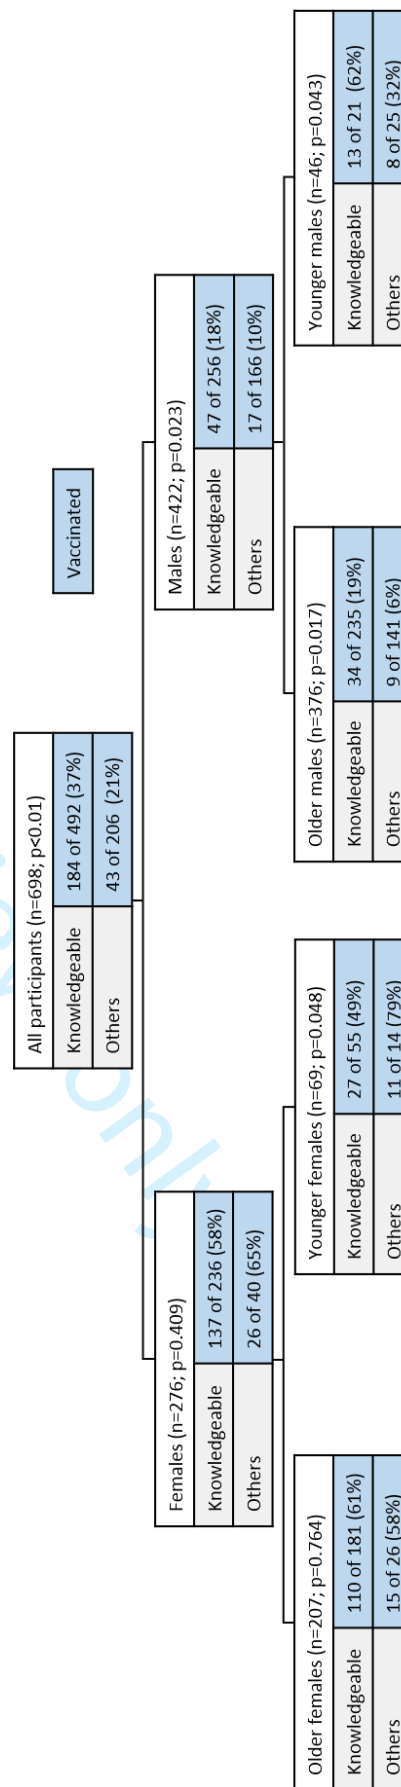 All participants (n=698; p<0.01)
Knowledgeable 184 of 492 (37%)
Others 43 of 206 (21%)
Vaccinated
Females (n=276; p=0.409)
Knowledgeable 137 of 236 (58%)
Others 26 of 40 (65%)
Males (n=422; p=0.023)
Knowledgeable 47 of 256 (18%)
Others 17 of 166 (10%)
Older females (n=207; p=0.764)
Knowledgeable 110 of 181 (61%)
Others 15 of 26 (58%)
Younger females (n=69; p=0.048)
Knowledgeable 27 of 55 (49%)
Others 11 of 14 (79%)
Older males (n=376; p=0.017)
Knowledgeable 34 of 235 (19%)
Others 9 of 141 (6%)
Younger males (n=46; p=0.043)
Knowledgeable 13 of 21 (62%)
Others 8 of 25 (32%)
only